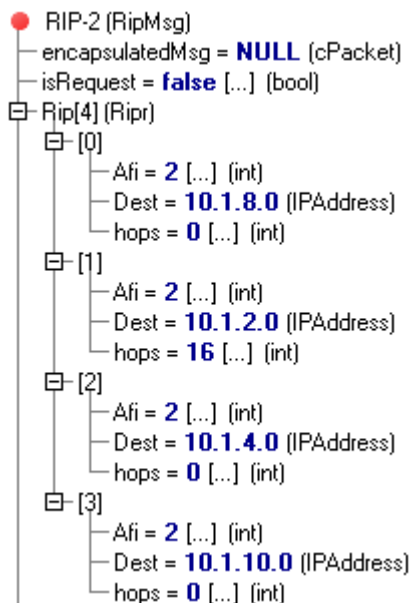 RIP-2 (RipMsg)
encapsulatedMsg = NULL (cPacket)
isRequest = false [...] (bool)
Rip[4] (Ripr)
[0]
Afi = 2 [...] (int)
Dest = 10.1.8.0 (IPAddress)
hops = 0 [...] (int)
[1]
Afi = 2 [...] (int)
Dest = 10.1.2.0 (IPAddress)
hops = 16 [...] (int)
[2]
Afi = 2 [...] (int)
Dest = 10.1.4.0 (IPAddress)
hops = 0 [...] (int)
[3]
Afi = 2 [...] (int)
Dest = 10.1.10.0 (IPAddress)
hops = 0 [...] (int)